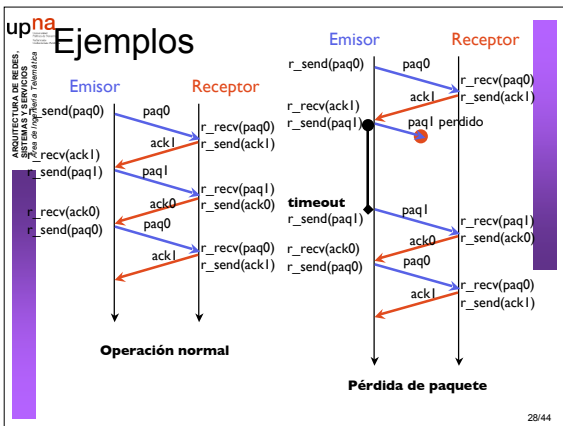 upna
Ejemplos
ARQUITECTURA DE REDES,
SISTEMAS Y SERVICIOS
Área de Ingeniería Telemática
Emisor
Receptor
r_send(paq0)
paq0
r_recv(paq0)
ack1
r_send(ack1)
r_recv(ack1)
r_send(paq1)
paq1
r_recv(paq1)
ack0
r_send(ack0)
r_recv(ack0)
r_send(paq0)
paq0
r_recv(paq0)
ack1
r_send(ack1)
Operación normal
Emisor
Receptor
r_send(paq0)
paq0
r_recv(paq0)
ack1
r_send(ack1)
r_recv(ack1)
r_send(paq1)
paq1 perdido
timeout
r_send(paq1)
paq1
r_recv(paq1)
ack0
r_send(ack0)
r_recv(ack0)
r_send(paq0)
paq0
r_recv(paq0)
ack1
r_send(ack1)
Pérdida de paquete
28/44